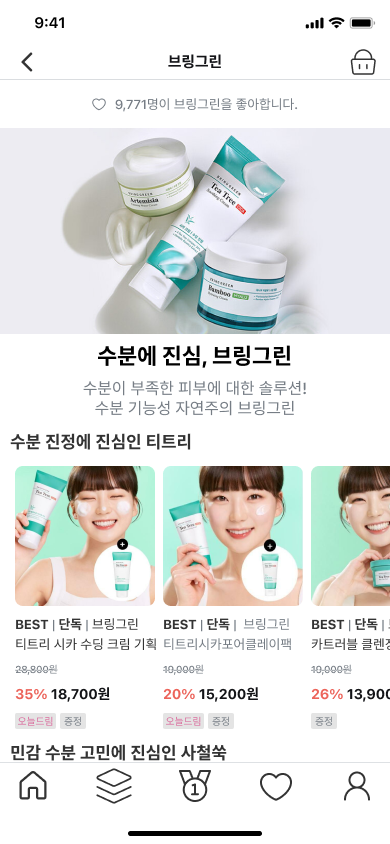 9:41
브링그린
9,771명이 브링그린을 좋아합니다.
BRINGGREEN
Artemisia
BRINGGREEN
Tea Tree
Soothing Cream
BRINGGREEN
Bamboo
수분에 진심, 브링그린
수분이 부족한 피부에 대한 솔루션!
수분 기능성 자연주의 브링그린
수분 진정에 진심인 티트리
Tea Tree
Tea Tree
BEST | 단독 | 브링그린
티트리 시카 수딩 크림 기획
28,800원
35% 18,700원
오늘드림 증정
BEST | 단독 | 브링그린
티트리시카포어클레이팩
19,000원
20% 15,200원
오늘드림 증정
BEST | 단독 |
카트러블 클렌징
19,000원
26% 13,900
증정
민감 수분 고민에 진심인 사철쑥
1